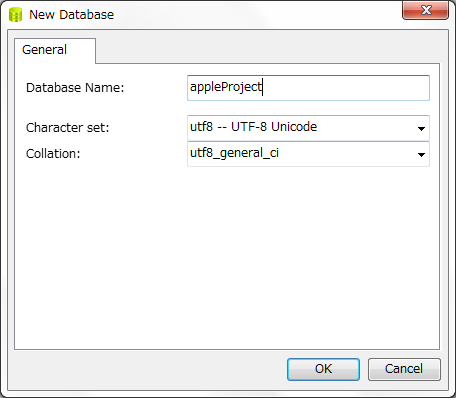 New Database
General
Database Name: appleProject
Character set: utf8 -- UTF-8 Unicode
Collation: utf8_general_ci
OK Cancel